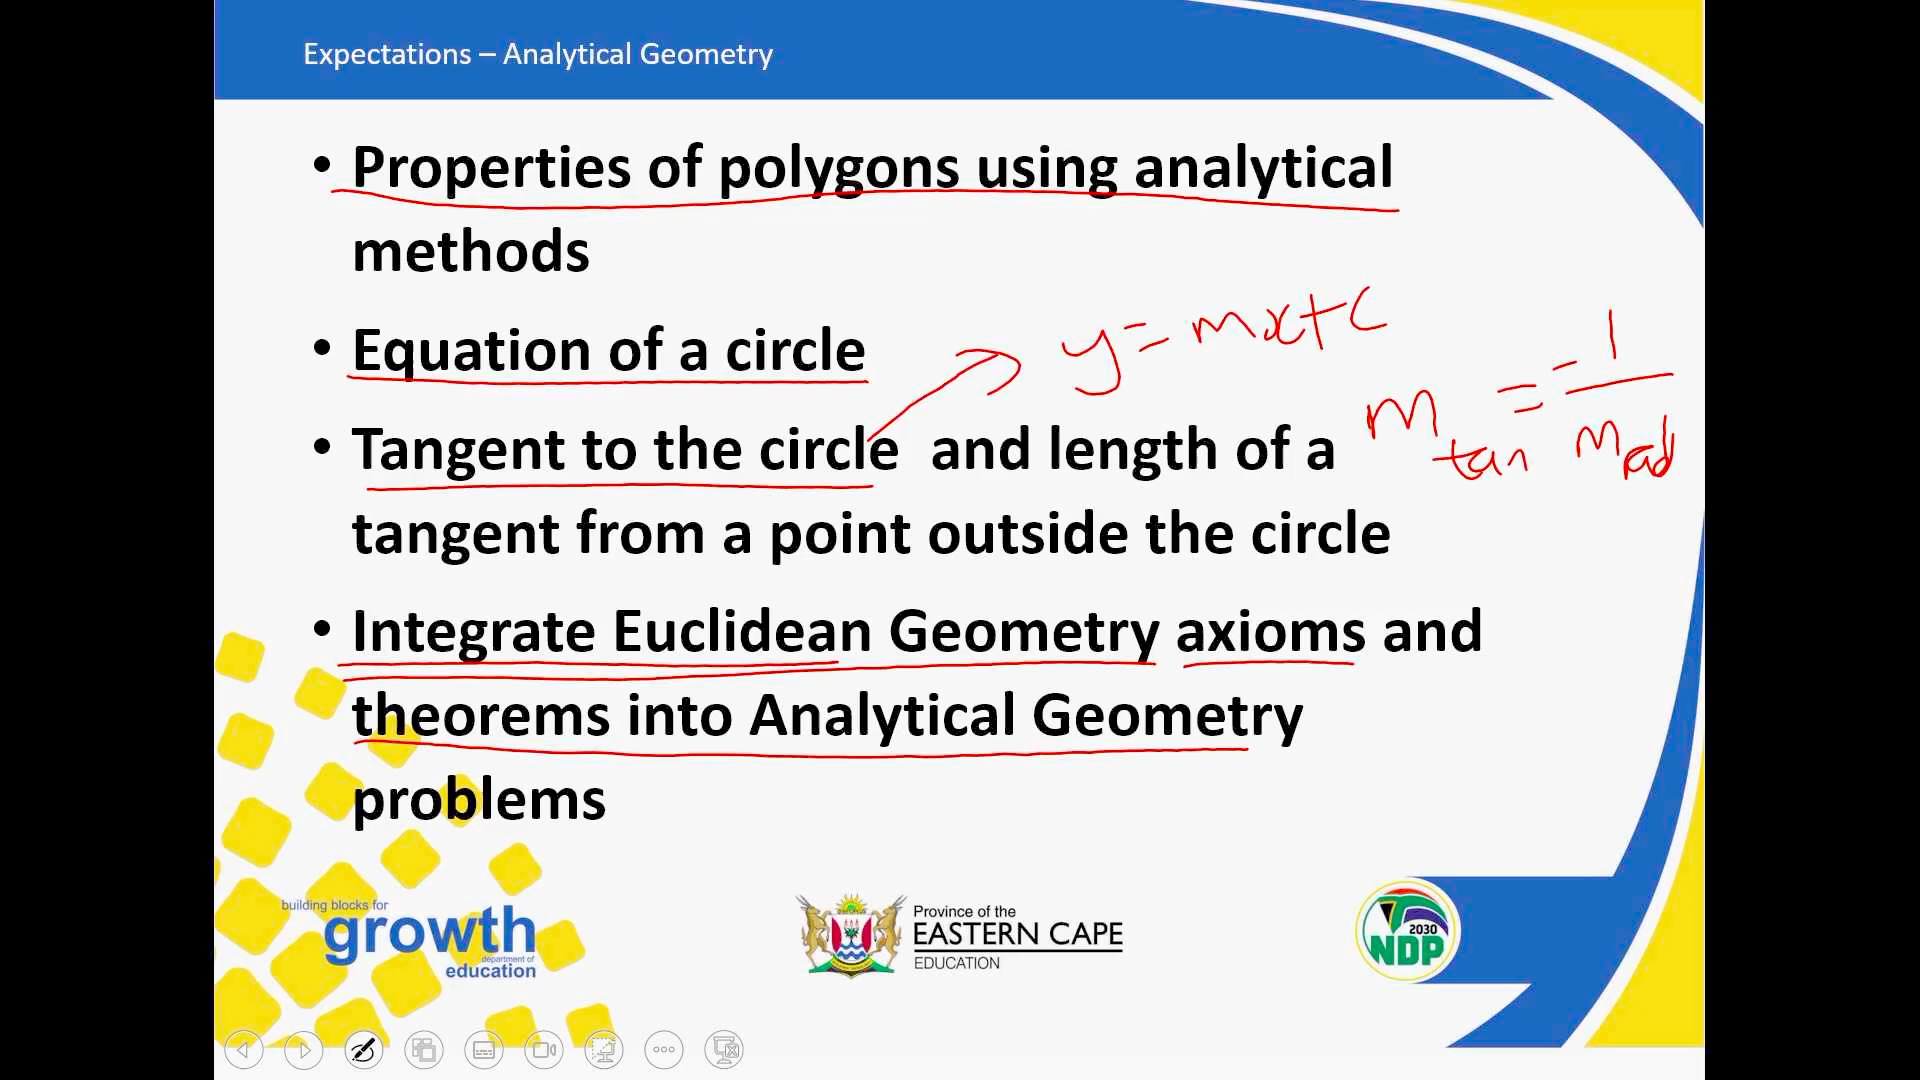 Expectations – Analytical Geometry
• Properties of polygons using analytical
methods
• Equation of a circle
y = mx+c
• Tangent to the circle and length of a
tangent from a point outside the circle
m tan = -1/m rad
• Integrate Euclidean Geometry axioms and
theorems into Analytical Geometry
problems
building blocks for
growth
department of
education
Province of the
EASTERN CAPE
EDUCATION
2030
NDP